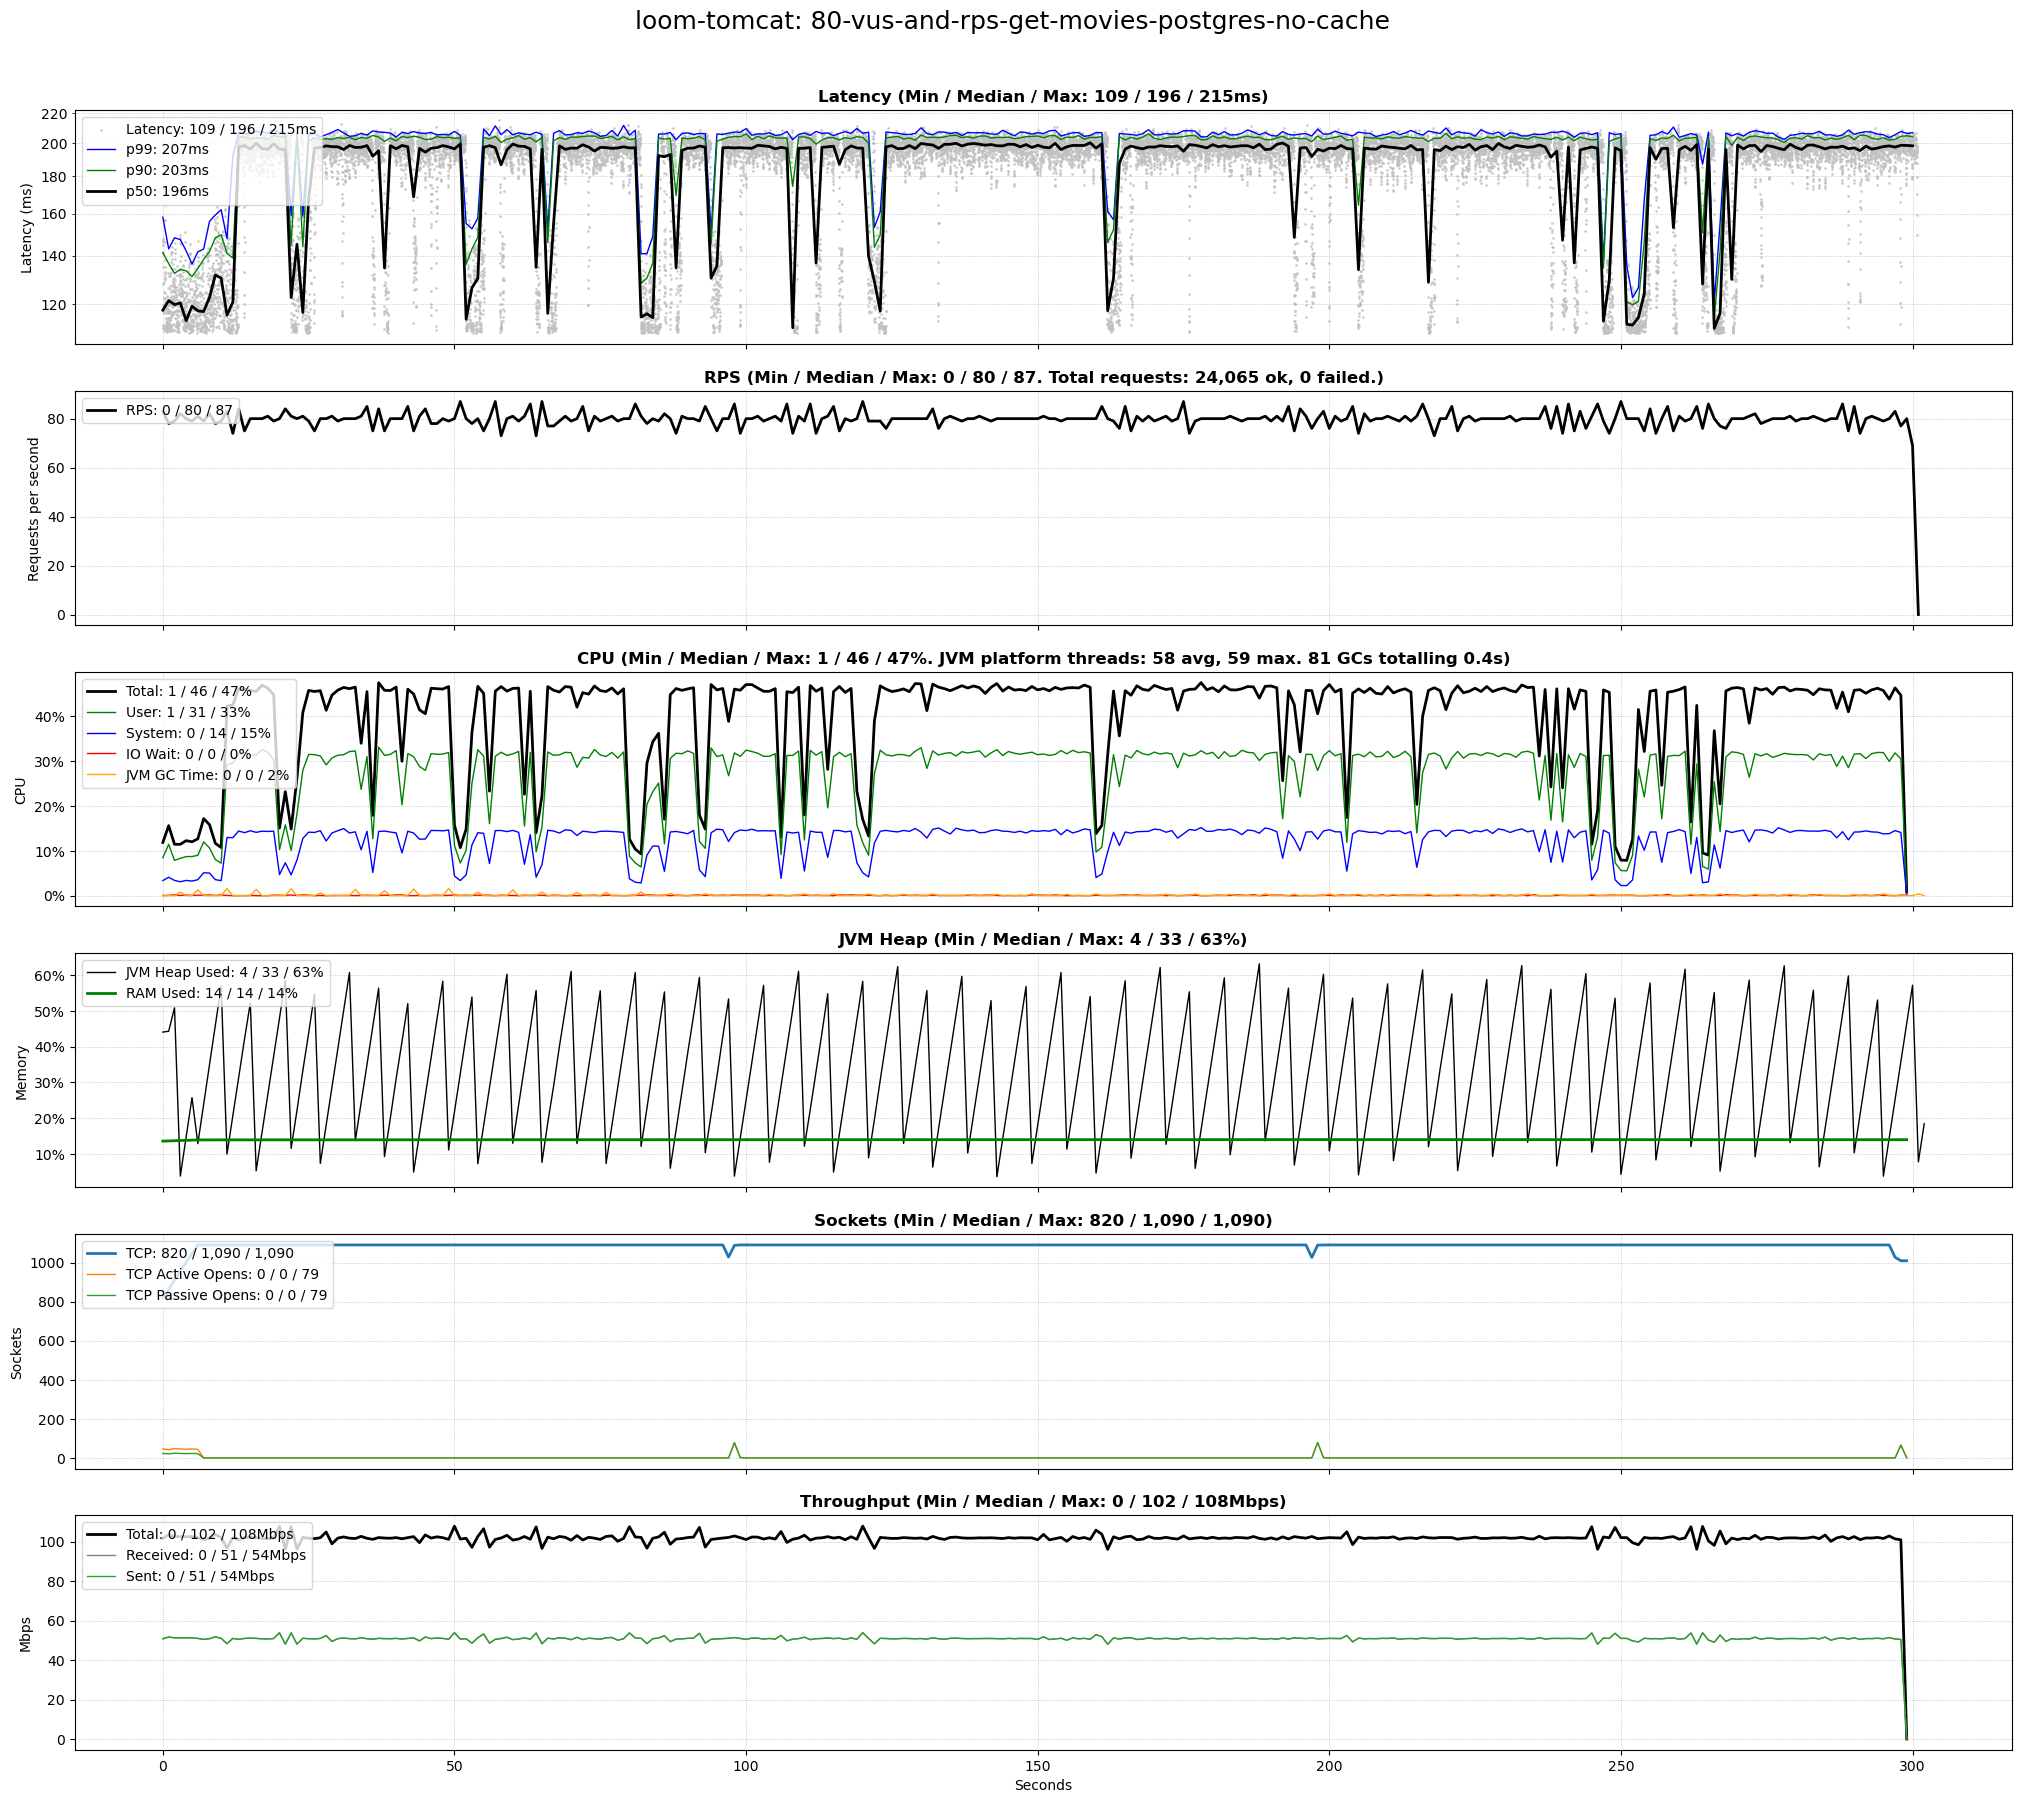 loom-tomcat: 80-vus-and-rps-get-movies-postgres-no-cache
Latency (Min / Median / Max: 109 / 196 / 215ms)
Latency (ms)
220
200
180
160
140
120
Latency: 109 / 196 / 215ms
p99: 207ms
p90: 203ms
p50: 196ms
RPS (Min / Median / Max: 0 / 80 / 87. Total requests: 24,065 ok, 0 failed.)
Requests per second
80
60
40
20
0
RPS: 0 / 80 / 87
CPU (Min / Median / Max: 1 / 46 / 47%. JVM platform threads: 58 avg, 59 max. 81 GCs totalling 0.4s)
CPU
40%
30%
20%
10%
0%
Total: 1 / 46 / 47%
User: 1 / 31 / 33%
System: 0 / 14 / 15%
IO Wait: 0 / 0 / 0%
JVM GC Time: 0 / 0 / 2%
JVM Heap (Min / Median / Max: 4 / 33 / 63%)
Memory
60%
50%
40%
30%
20%
10%
JVM Heap Used: 4 / 33 / 63%
RAM Used: 14 / 14 / 14%
Sockets (Min / Median / Max: 820 / 1,090 / 1,090)
Sockets
1000
800
600
400
200
0
TCP: 820 / 1,090 / 1,090
TCP Active Opens: 0 / 0 / 79
TCP Passive Opens: 0 / 0 / 79
Throughput (Min / Median / Max: 0 / 102 / 108Mbps)
Mbps
100
80
60
40
20
0
Total: 0 / 102 / 108Mbps
Received: 0 / 51 / 54Mbps
Sent: 0 / 51 / 54Mbps
0 50 100 150 200 250 300
Seconds